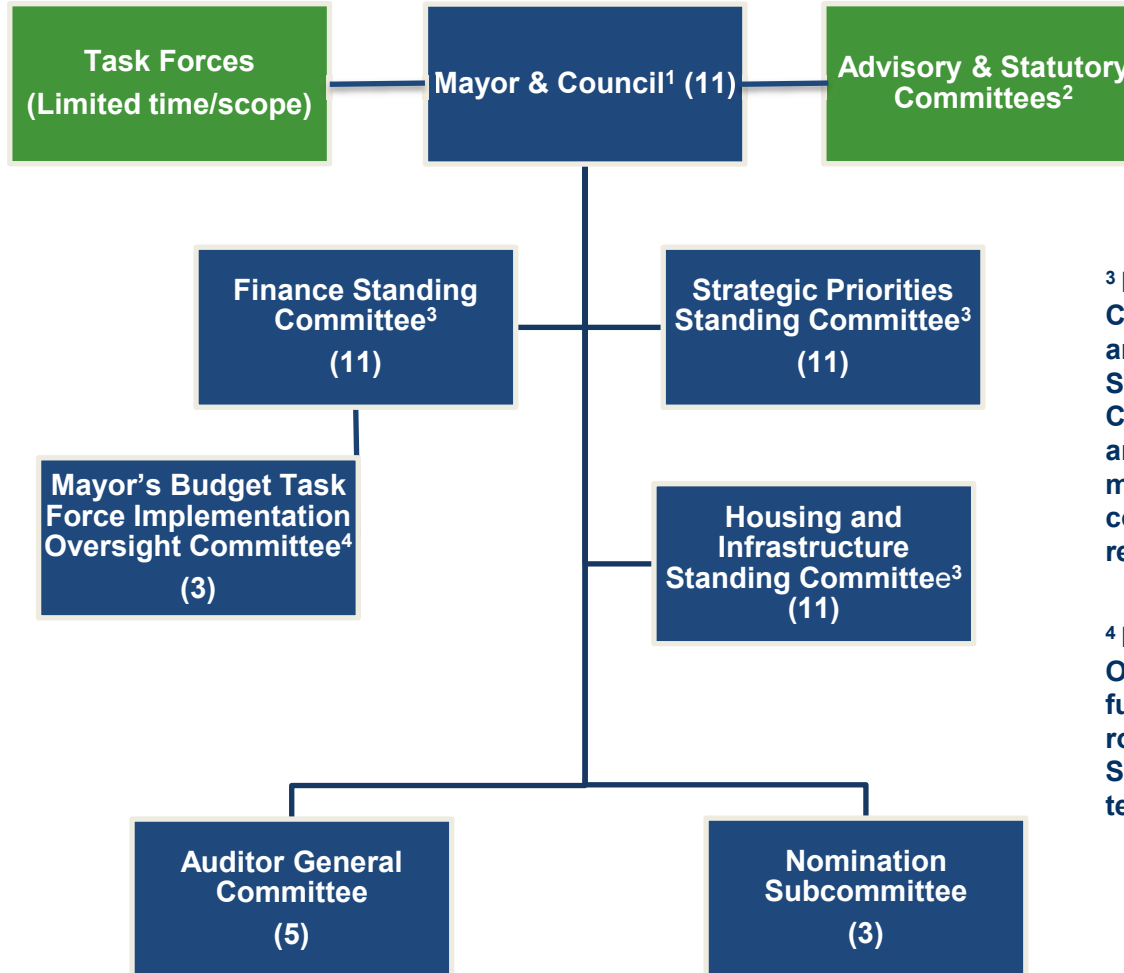 Task Forces
(Limited time/scope)
Mayor & Council¹ (11)
Advisory & Statutory
Committees²
Finance Standing
Committee³
(11)
Strategic Priorities
Standing Committee³
(11)
Mayor’s Budget Task
Force Implementation
Oversight Committee⁴
(3)
Housing and
Infrastructure
Standing Committee³
(11)
Auditor General
Committee
(5)
Nomination
Subcommittee
(3)
³
⁴